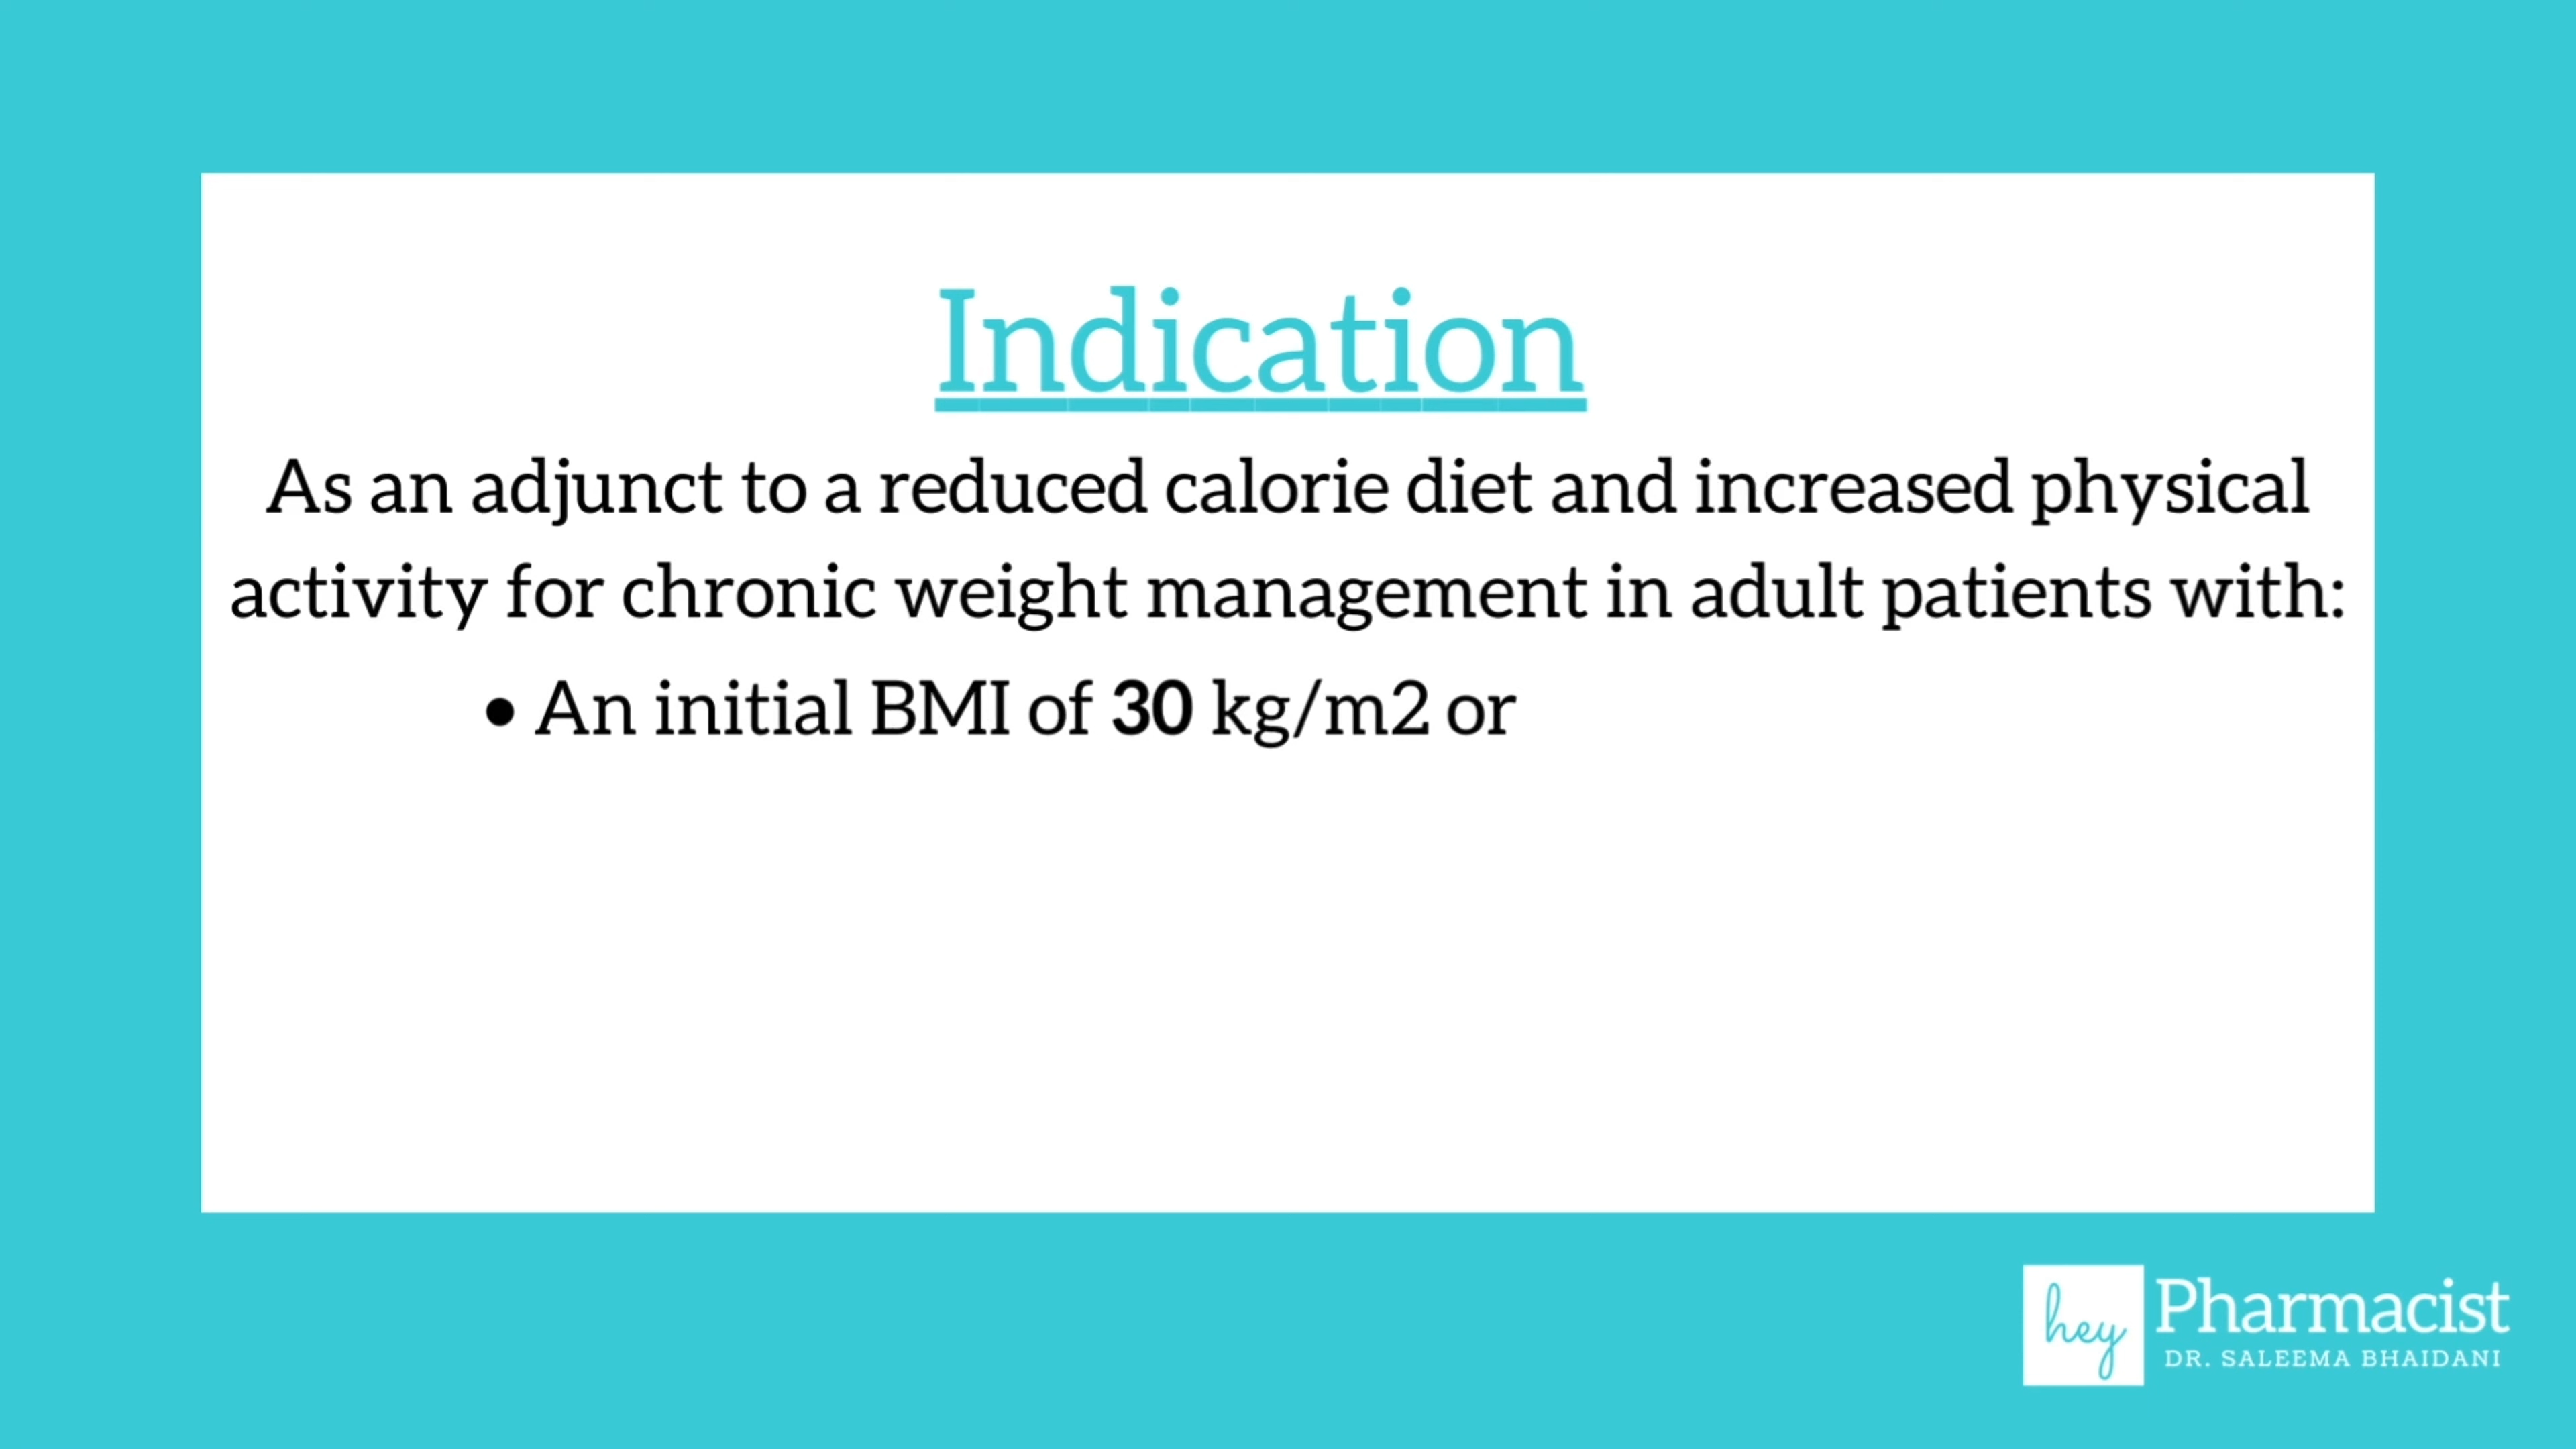 Indication
As an adjunct to a reduced calorie diet and increased physical
activity for chronic weight management in adult patients with:
• An initial BMI of 30 kg/m2 or
hey
Pharmacist
DR. SALEEMA BHAIDANI